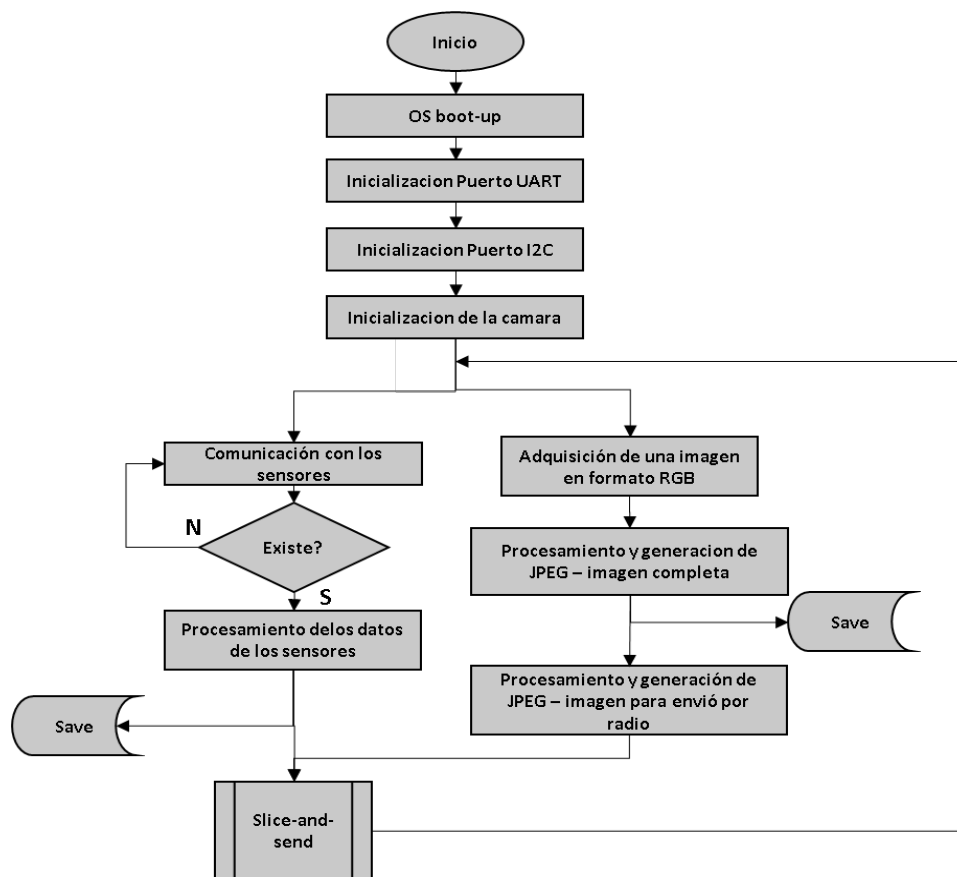 Inicio
OS boot-up
Inicializacion Puerto UART
Inicializacion Puerto I2C
Inicializacion de la camara
Comunicación con los
sensores
N
Existe?
S
Procesamiento delos datos
de los sensores
Save
Adquisición de una imagen
en formato RGB
Procesamiento y generacion de
JPEG – imagen completa
Save
Procesamiento y generación de
JPEG – imagen para envió por
radio
Slice-and-
send